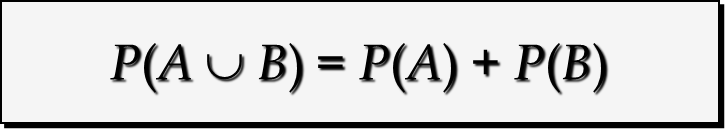 P(A ∪ B) = P(A) + P(B)